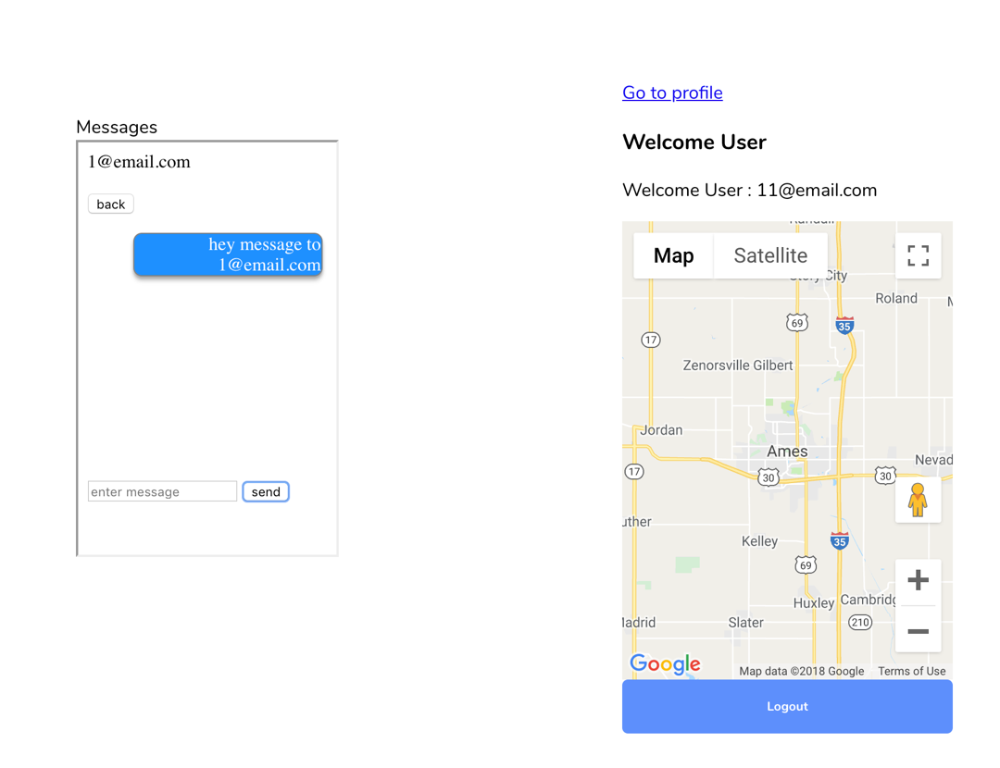 Messages
1@email.com
back
hey message to
1@email.com
enter message
send
Go to profile
Welcome User
Welcome User : 11@email.com
Map
Satellite
Story City
Roland
69
35
17
Zenorsville Gilbert
Jordan
Ames
Nevad
17
30
30
uther
Kelley
35
69
Huxley
Cambridg
Madrid
Slater
210
Google
Map data ©2018 Google
Terms of Use
Logout